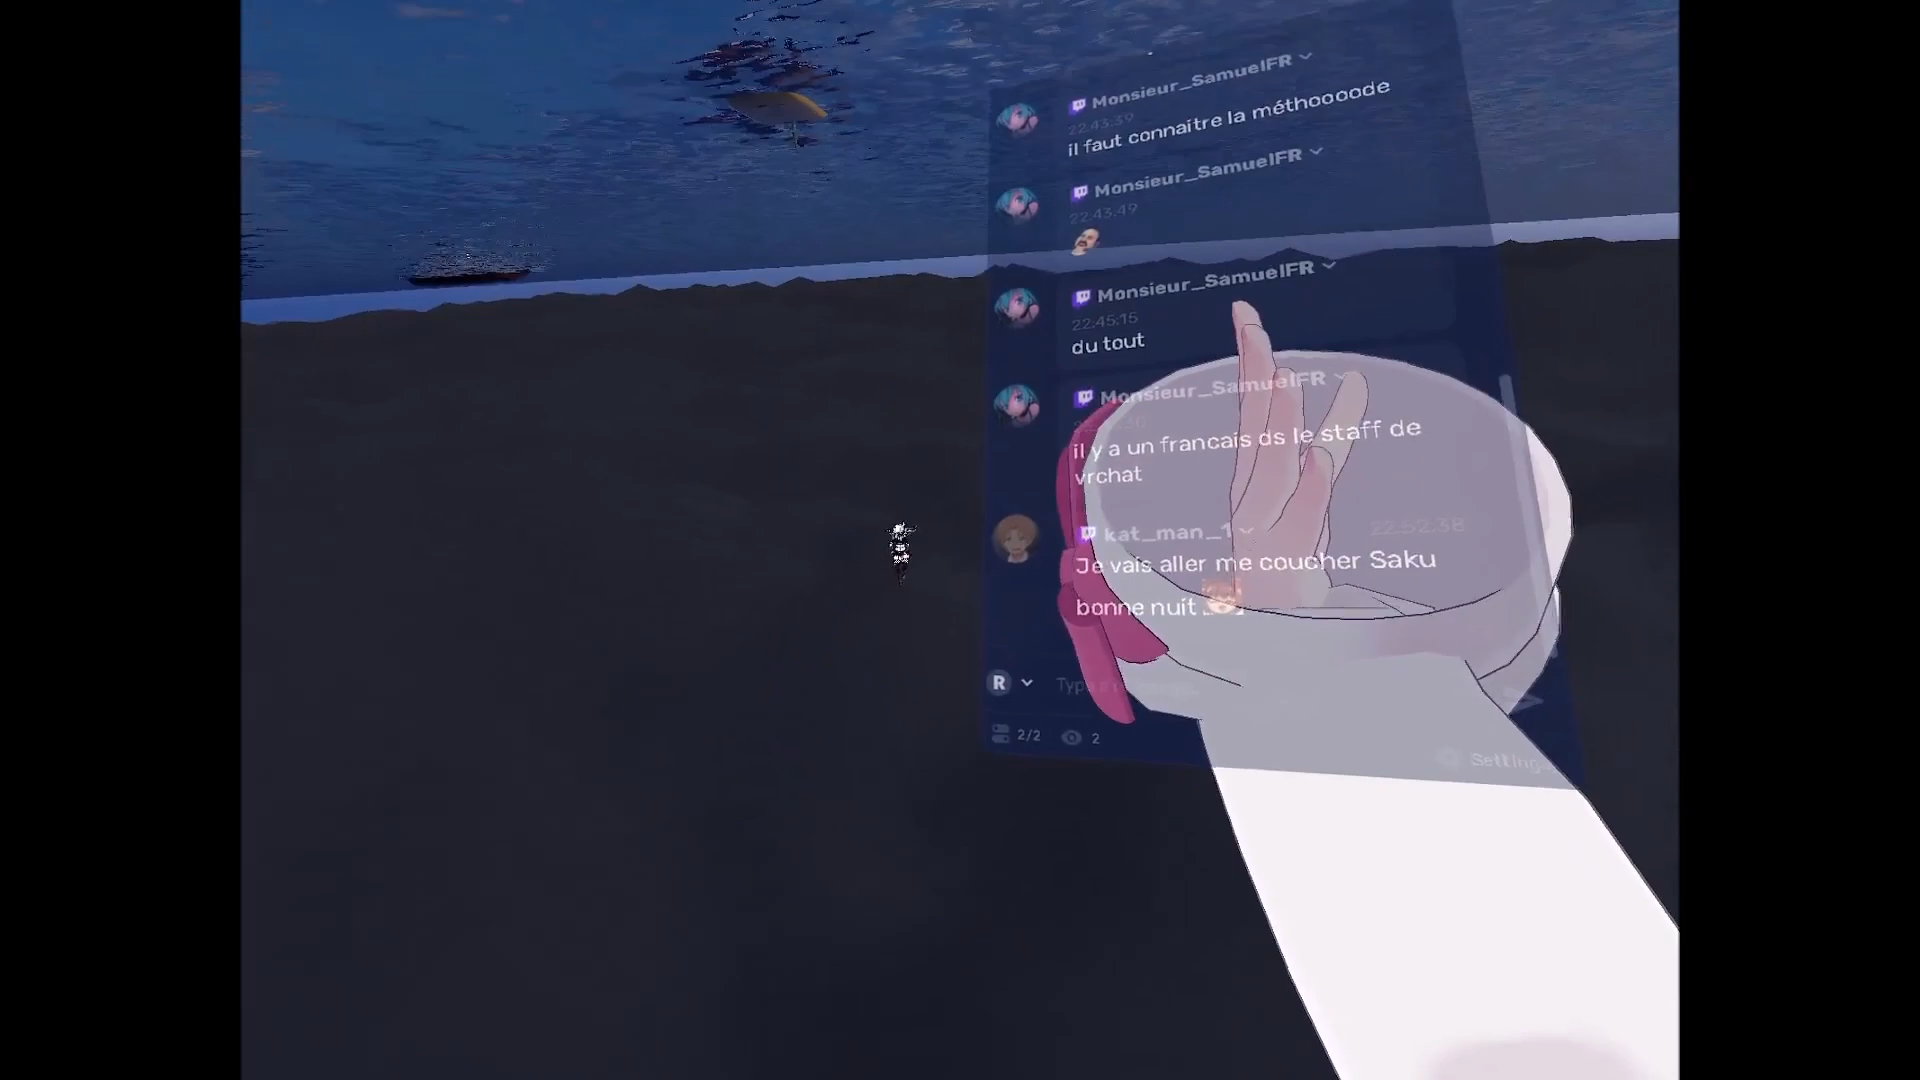 Monsieur_SamuelFR
22:43:39
il faut connaitre la méthoooode
Monsieur_SamuelFR
22:43:49
Monsieur_SamuelFR
22:45:15
du tout
Monsieur_SamuelFR
il y a un francais ds le staff de
vrchat
kat_man_1 22:52:38
Je vais aller me coucher Saku
bonne nuit
R
2/2 2
Setting